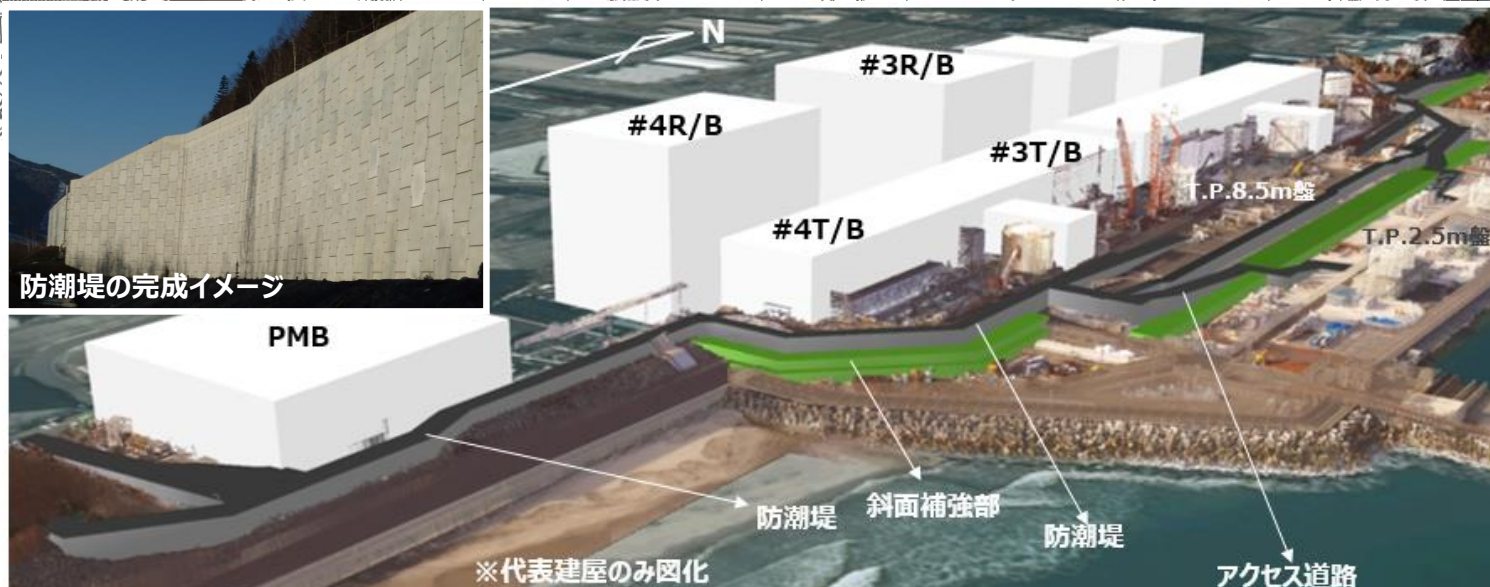 N
#3R/B
#4R/B
#3T/B
T.P.8.5m盤
#4T/B
T.P.2.5m盤
防潮堤の完成イメージ
PMB
防潮堤
斜面補強部
防潮堤
※代表建屋のみ図化
アクセス道路